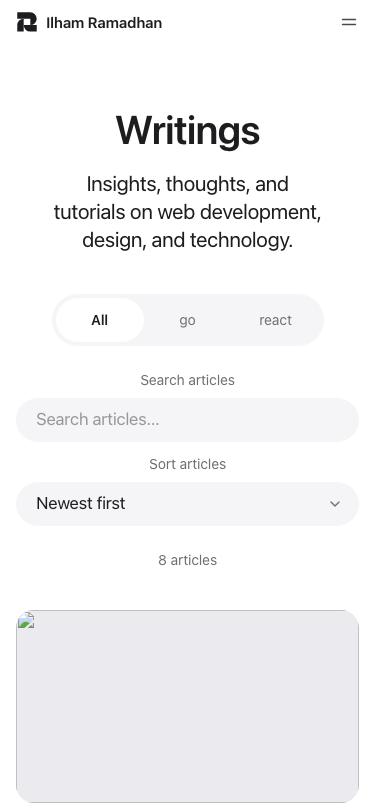 Ilham Ramadhan
Writings
Insights, thoughts, and
tutorials on web development,
design, and technology.
All
go
react
Search articles
Search articles...
Sort articles
Newest first
8 articles